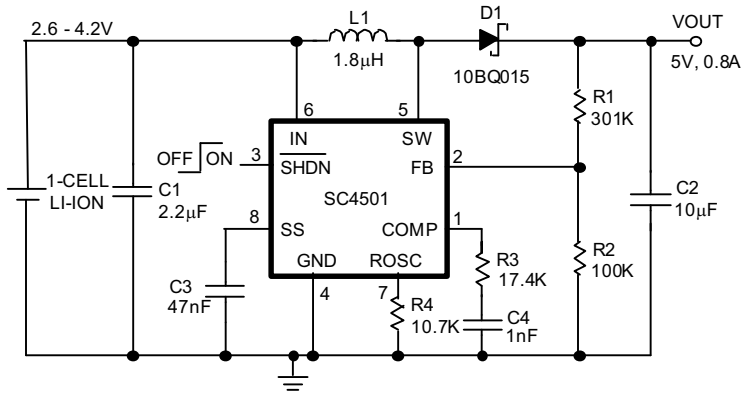 L1
D1
VOUT
2.6 - 4.2V
1.8μH
10BQ015
5V, 0.8A
6
5
R1
301K
IN
SW
OFF ON
3
SHDN
FB
2
1-CELL
LI-ION
C1
2.2μF
SC4501
C2
10μF
8
SS
COMP
1
R2
100K
GND
ROSC
R3
17.4K
C3
47nF
4
7
R4
10.7K
C4
1nF